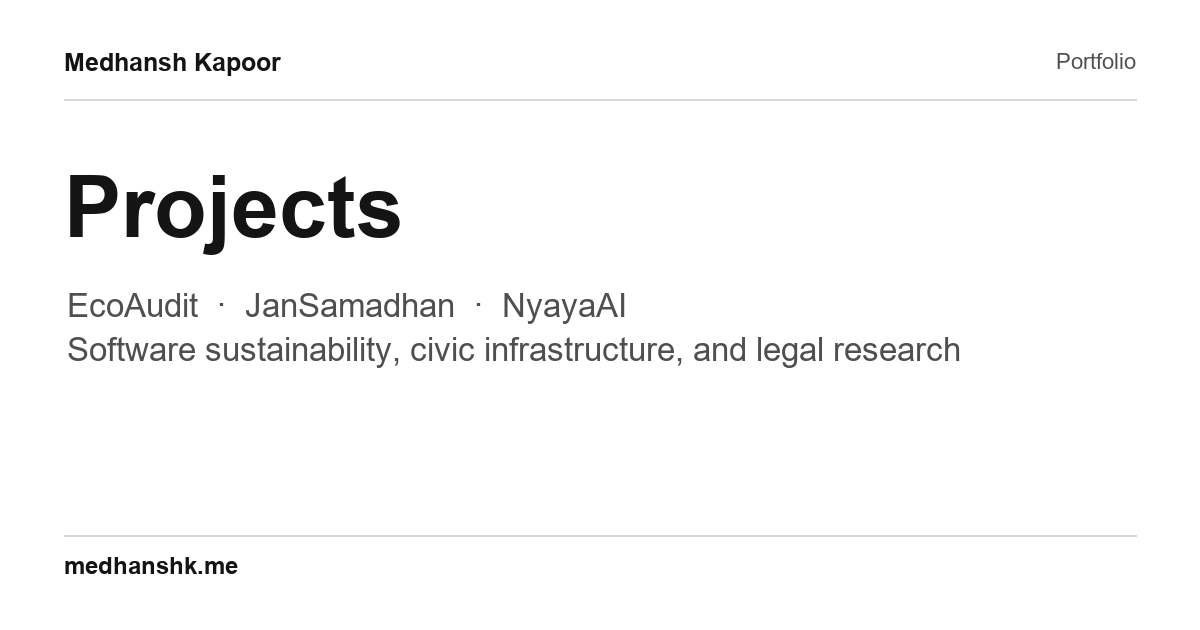 Medhansh Kapoor
Portfolio
Projects
EcoAudit · JanSamadhan · NyayaAI
Software sustainability, civic infrastructure, and legal research
medhanshk.me